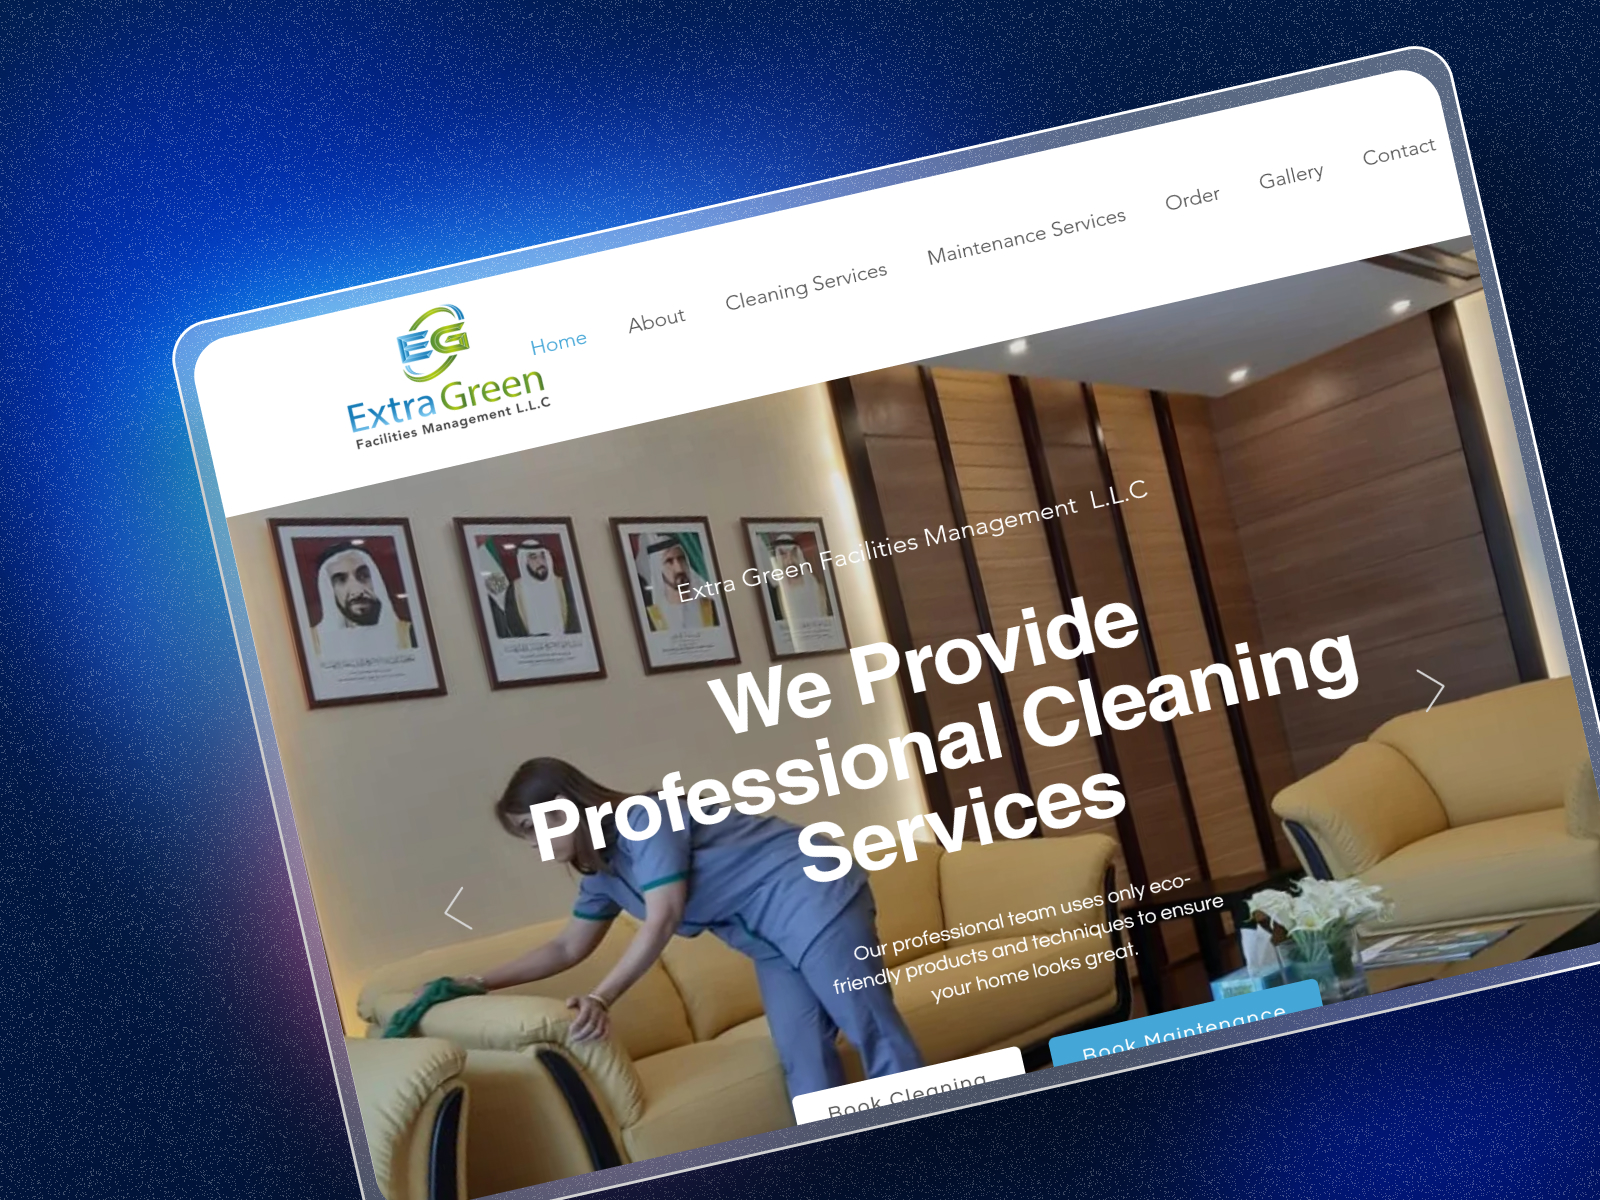 EG
Extra Green
Facilities Management L.L.C
Home
About
Cleaning Services
Maintenance Services
Order
Gallery
Contact
Extra Green Facilities Management L.L.C
We Provide
Professional Cleaning
Services
Our professional team uses only eco-
friendly products and techniques to ensure
your home looks great.
Book Cleaning
Book Maintenance